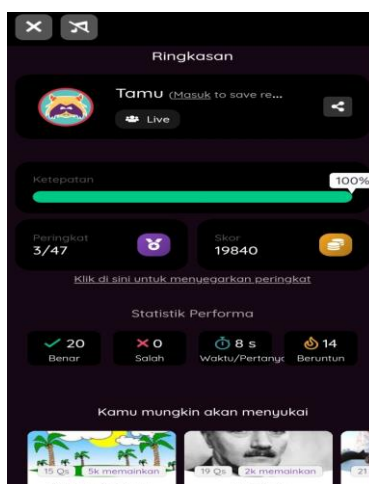 Ringkasan
Tamu (Masuk to save re...
Live
Ketepatan
100%
Peringkat
3/47
Skor
19840
Klik di sini untuk menyegarkan peringkat
Statistik Performa
20
Benar
0
Salah
8 s
Waktu/Pertanyc
14
Beruntun
Kamu mungkin akan menyukai
15 Qs 5k memainkan
19 Qs 2k memainkan
21